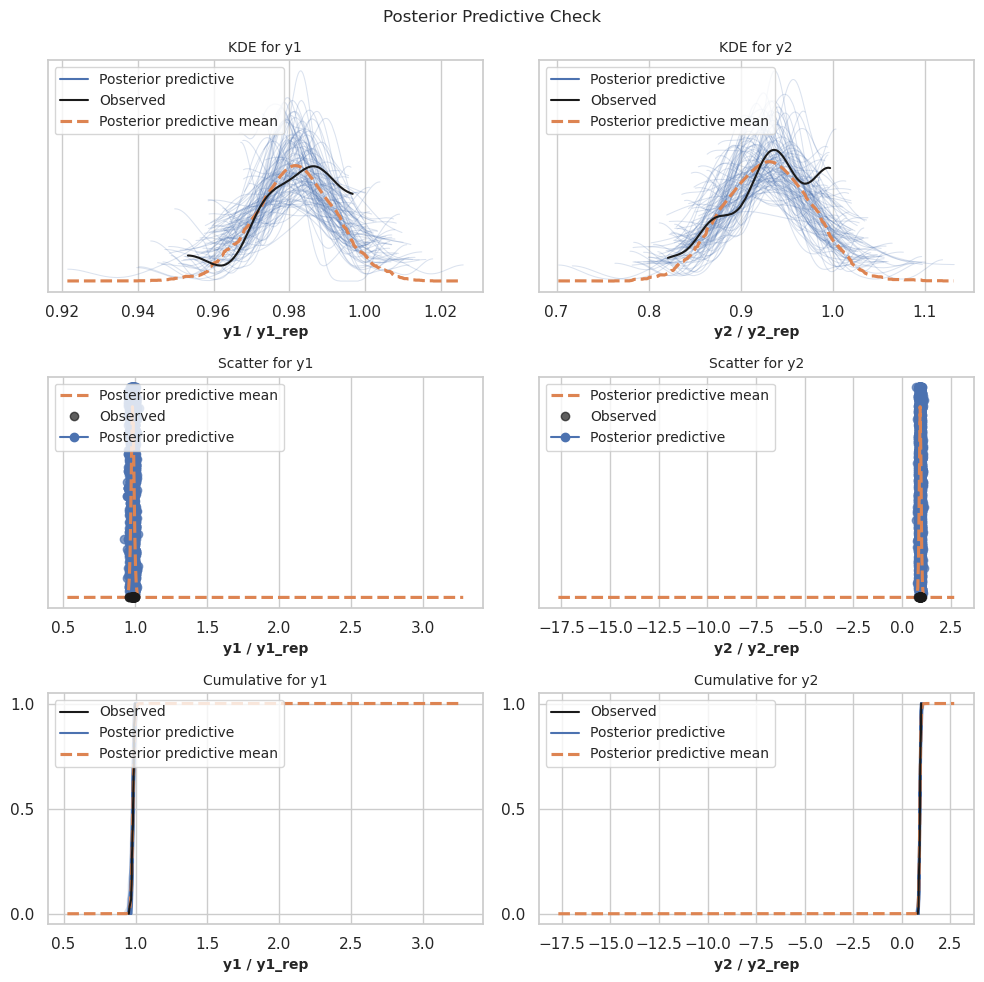 Posterior Predictive Check
KDE for y1
Posterior predictive
Observed
Posterior predictive mean
0.92 0.94 0.96 0.98 1.00 1.02
y1 / y1_rep
KDE for y2
Posterior predictive
Observed
Posterior predictive mean
0.7 0.8 0.9 1.0 1.1
y2 / y2_rep
Scatter for y1
Posterior predictive mean
Observed
Posterior predictive
0.5 1.0 1.5 2.0 2.5 3.0
y1 / y1_rep
Scatter for y2
Posterior predictive mean
Observed
Posterior predictive
−17.5 −15.0 −12.5 −10.0 −7.5 −5.0 −2.5 0.0 2.5
y2 / y2_rep
Cumulative for y1
1.0
0.5
0.0
Observed
Posterior predictive
Posterior predictive mean
0.5 1.0 1.5 2.0 2.5 3.0
y1 / y1_rep
Cumulative for y2
1.0
0.5
0.0
Observed
Posterior predictive
Posterior predictive mean
−17.5 −15.0 −12.5 −10.0 −7.5 −5.0 −2.5 0.0 2.5
y2 / y2_rep